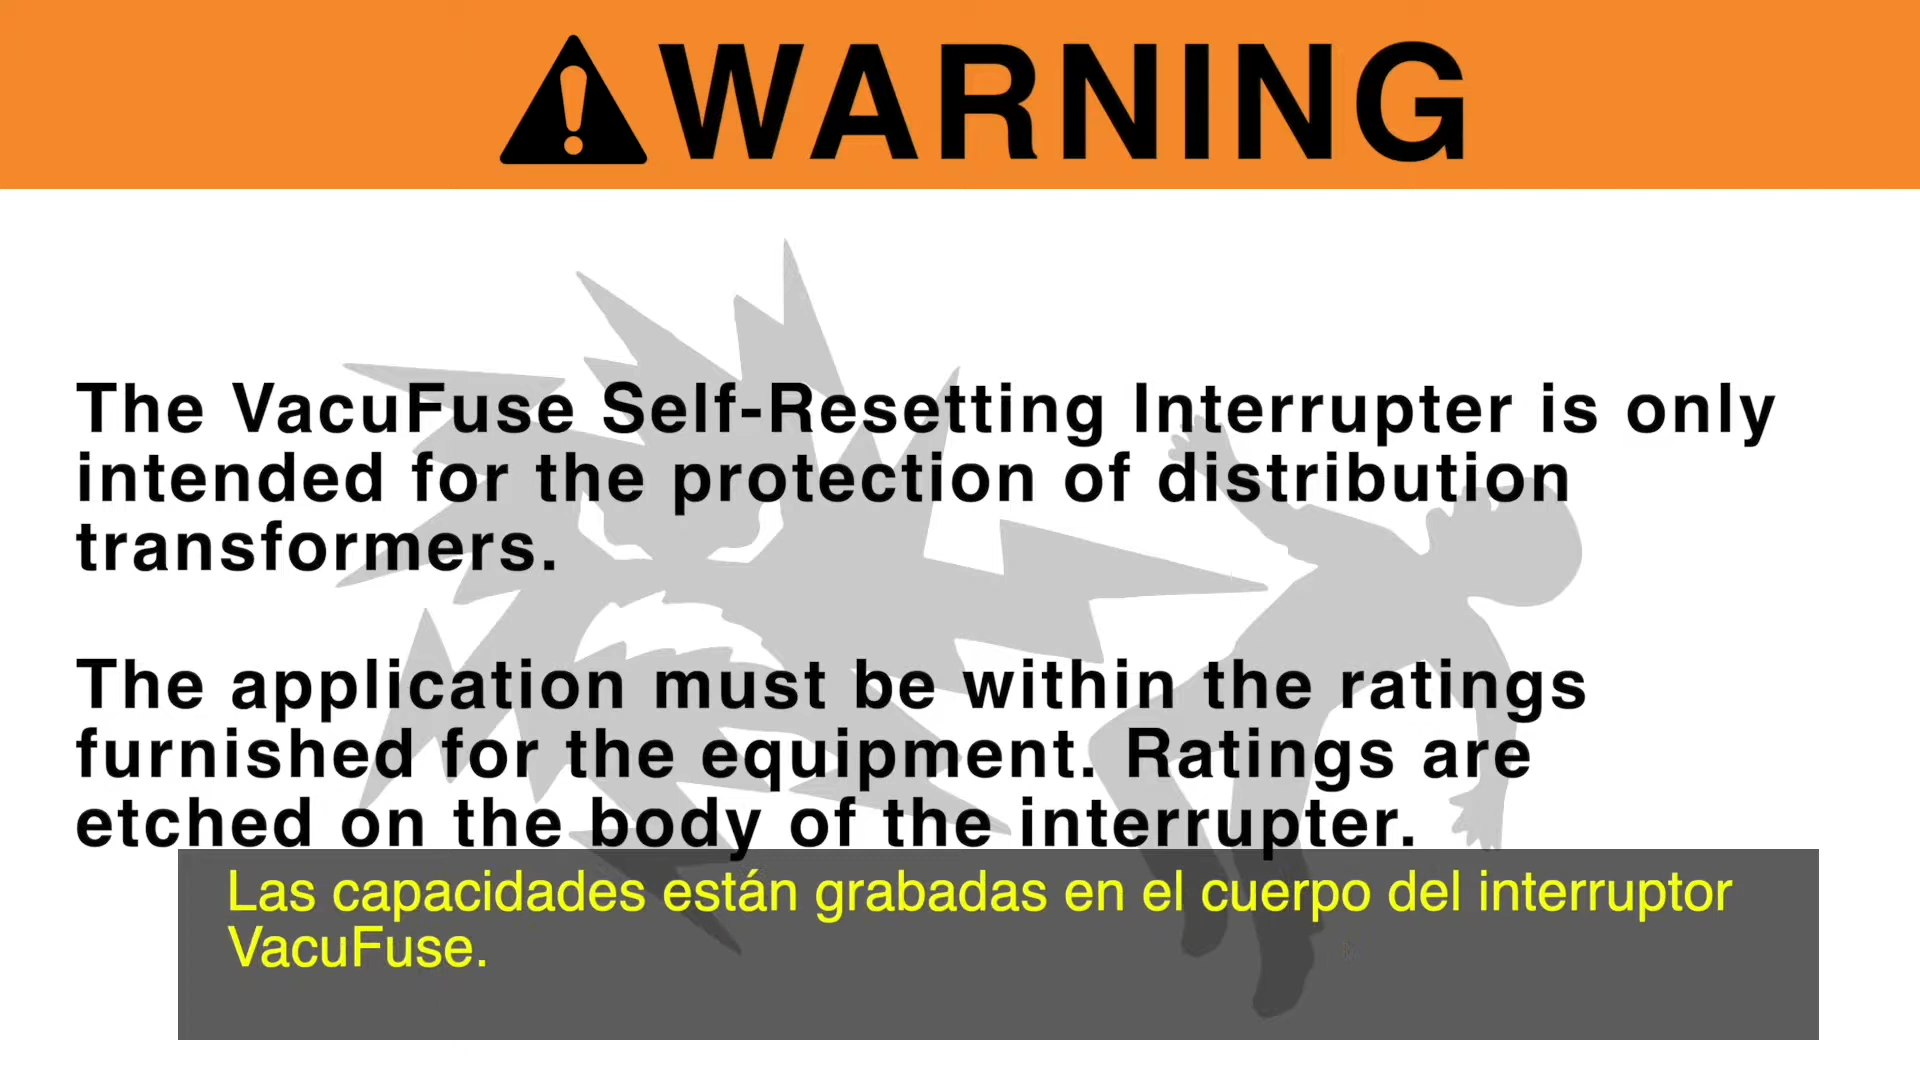 WARNING
The VacuFuse Self-Resetting Interrupter is only
intended for the protection of distribution
transformers.
The application must be within the ratings
furnished for the equipment. Ratings are
etched on the body of the interrupter.
Las capacidades están grabadas en el cuerpo del interruptor
VacuFuse.